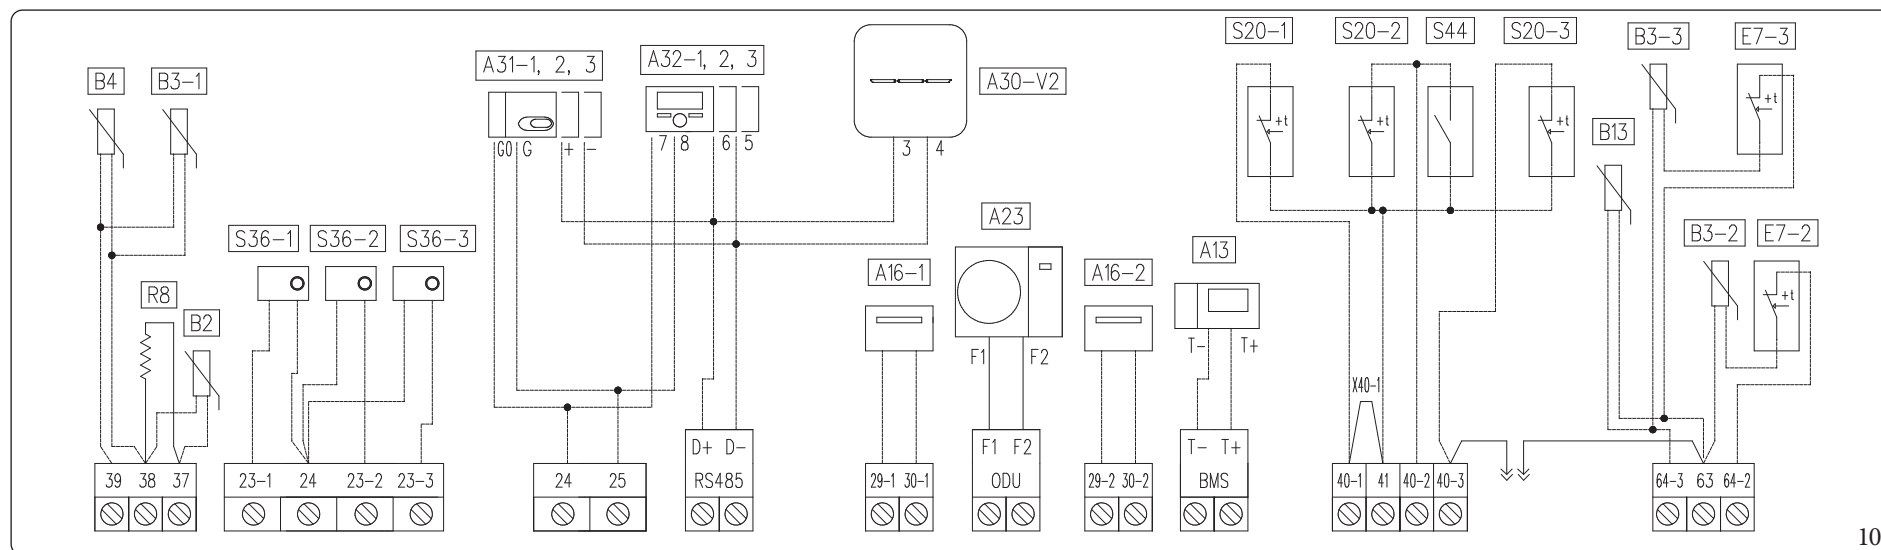 S20-1 S20-2 S44 S20-3 B3-3 E7-3
A31-1, 2, 3 A32-1, 2, 3
B4 B3-1 A30-V2
+t +t +t +t
B13
G0 G + - 7 8 6 5 3 4
A23
S36-1 S36-2 S36-3 B3-2 E7-2
A16-1 A16-2 A13
R8
+t
B2
F1 F2 T- T+
X40-1
D+ D- F1 F2 T- T+
39 38 37 23-1 24 23-2 23-3 24 25 RS485 29-1 30-1 ODU 29-2 30-2 BMS 40-1 41 40-2 40-3 64-3 63 64-2
10